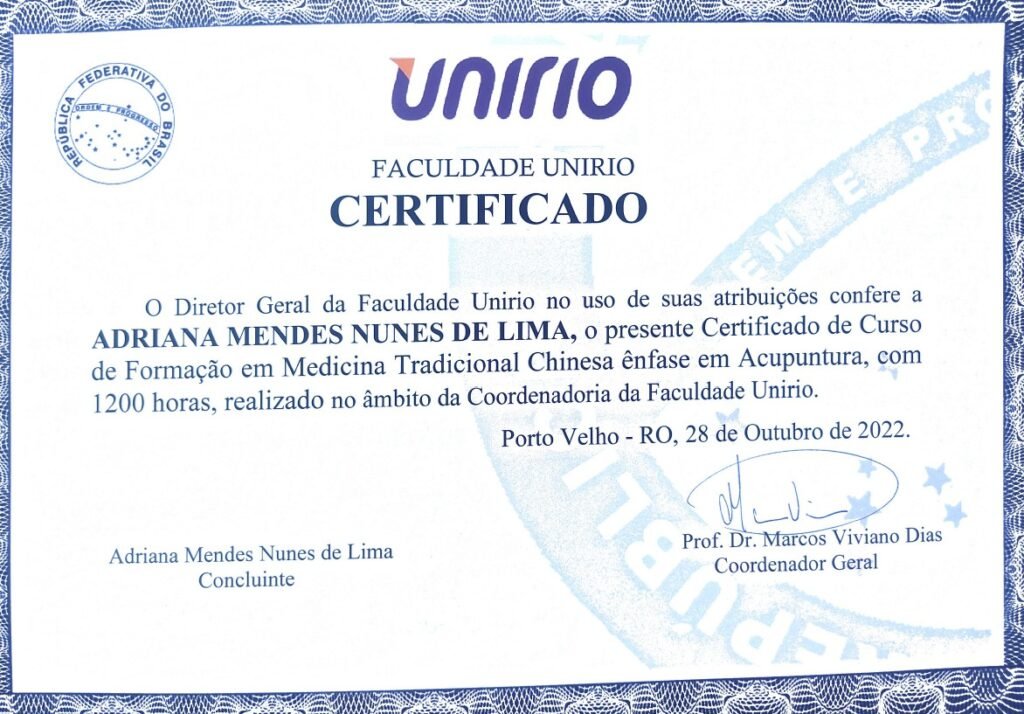 REPÚBLICA FEDERATIVA DO BRASIL
ORDEM E PROGRESSO
UNIRIO
FACULDADE UNIRIO
CERTIFICADO
O Diretor Geral da Faculdade Unirio no uso de suas atribuições confere a
ADRIANA MENDES NUNES DE LIMA, o presente Certificado de Curso
de Formação em Medicina Tradicional Chinesa ênfase em Acupuntura, com
1200 horas, realizado no âmbito da Coordenadoria da Faculdade Unirio.
Porto Velho - RO, 28 de Outubro de 2022.
Prof. Dr. Marcos Viviano Dias
Coordenador Geral
Adriana Mendes Nunes de Lima
Concluinte
EM E PRO
REPÚBLI